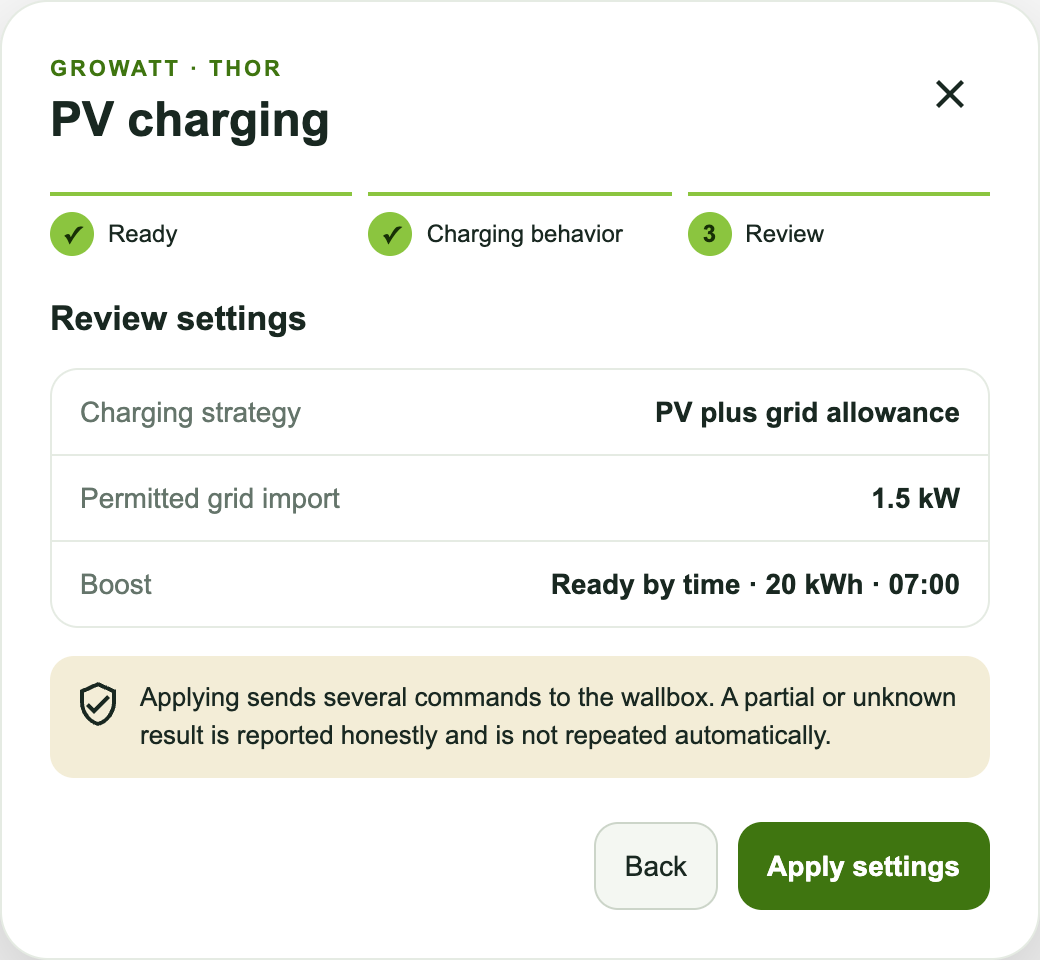 GROWATT · THOR
PV charging
✓ Ready
✓ Charging behavior
3 Review
Review settings
Charging strategy PV plus grid allowance
Permitted grid import 1.5 kW
Boost Ready by time · 20 kWh · 07:00
Applying sends several commands to the wallbox. A partial or unknown
result is reported honestly and is not repeated automatically.
Back
Apply settings